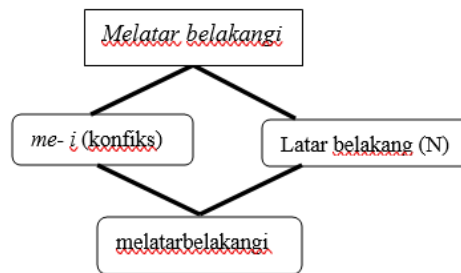 Melatar belakangi
me- i (konfiks)
Latar belakang (N)
melatarbelakangi